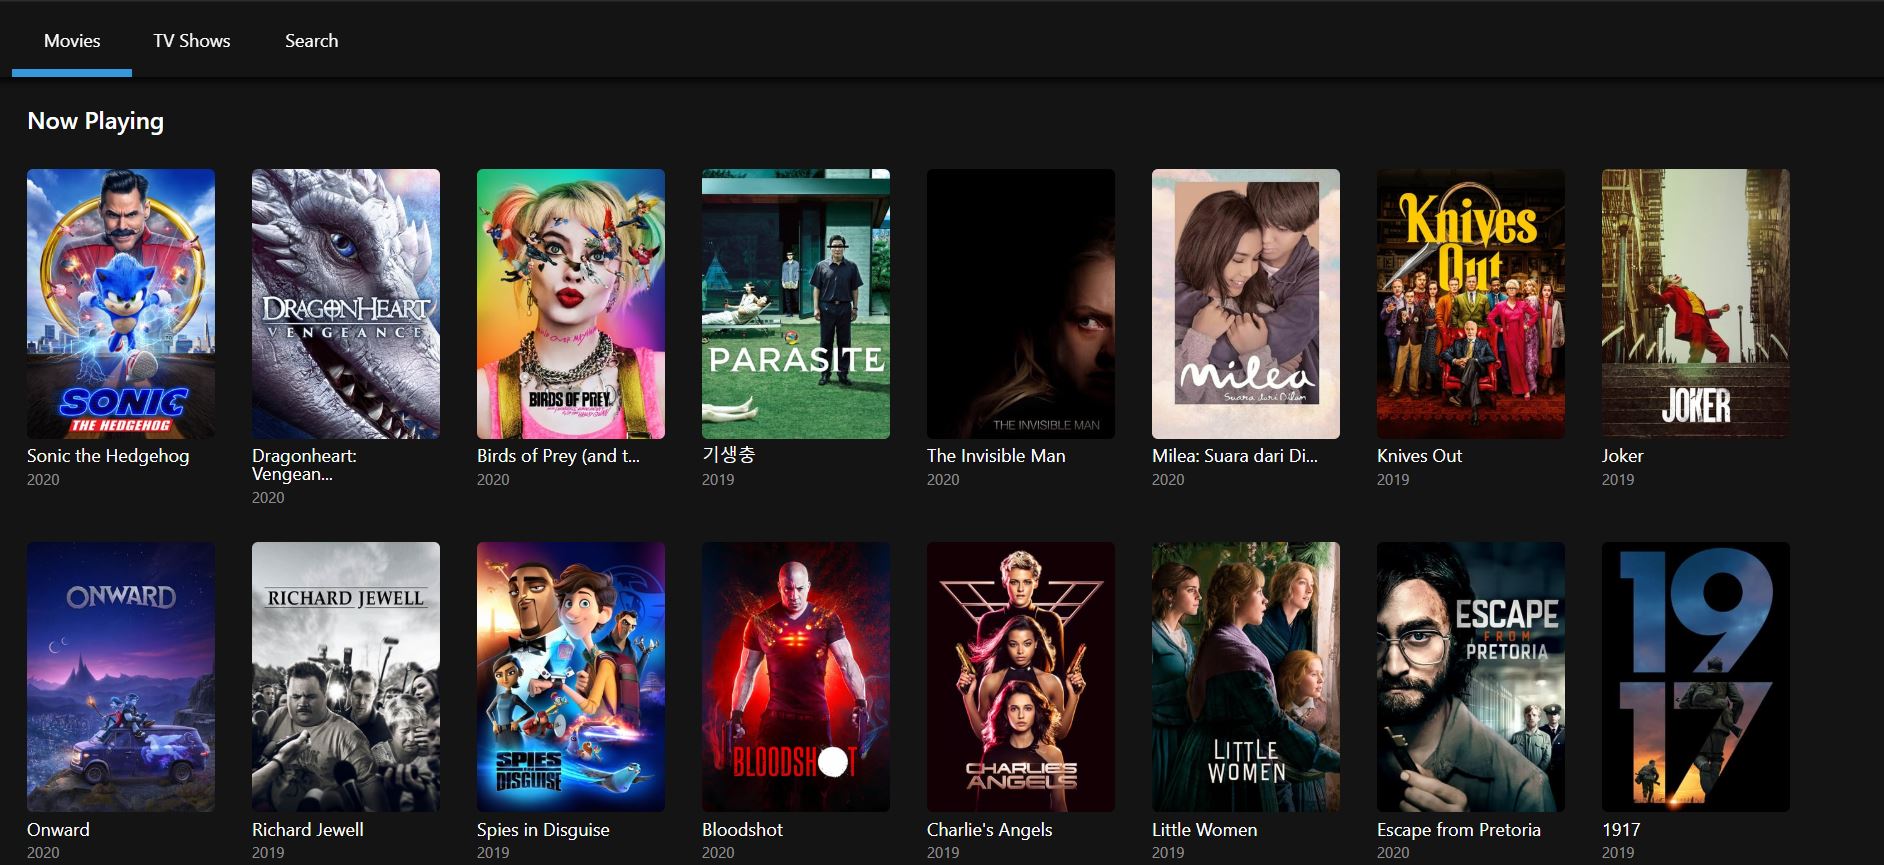 Movies TV Shows Search
Now Playing
SONIC
THE HEDGEHOG
DRAGONHEART
VENGEANCE
BIRDS OF PREY
PARASITE
THE INVISIBLE MAN
Milea
Suara dari Dilan
Knives
Out
JOKER
Sonic the Hedgehog
2020
Dragonheart:
Vengean...
2020
Birds of Prey (and t...
2020
기생충
2019
The Invisible Man
2020
Milea: Suara dari Di...
2020
Knives Out
2019
Joker
2019
ONWARD
RICHARD JEWELL
SPIES
DISGUISE
BLOODSHOT
CHARLIE'S
ANGELS
LITTLE
WOMEN
ESCAPE
FROM
PRETORIA
19
17
Onward
2020
Richard Jewell
2019
Spies in Disguise
2019
Bloodshot
2020
Charlie's Angels
2019
Little Women
2019
Escape from Pretoria
2020
1917
2019